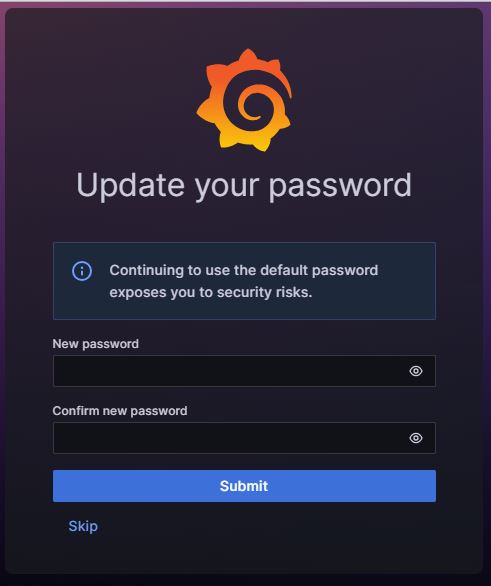 Update your password
Continuing to use the default password
exposes you to security risks.
New password
Confirm new password
Submit
Skip